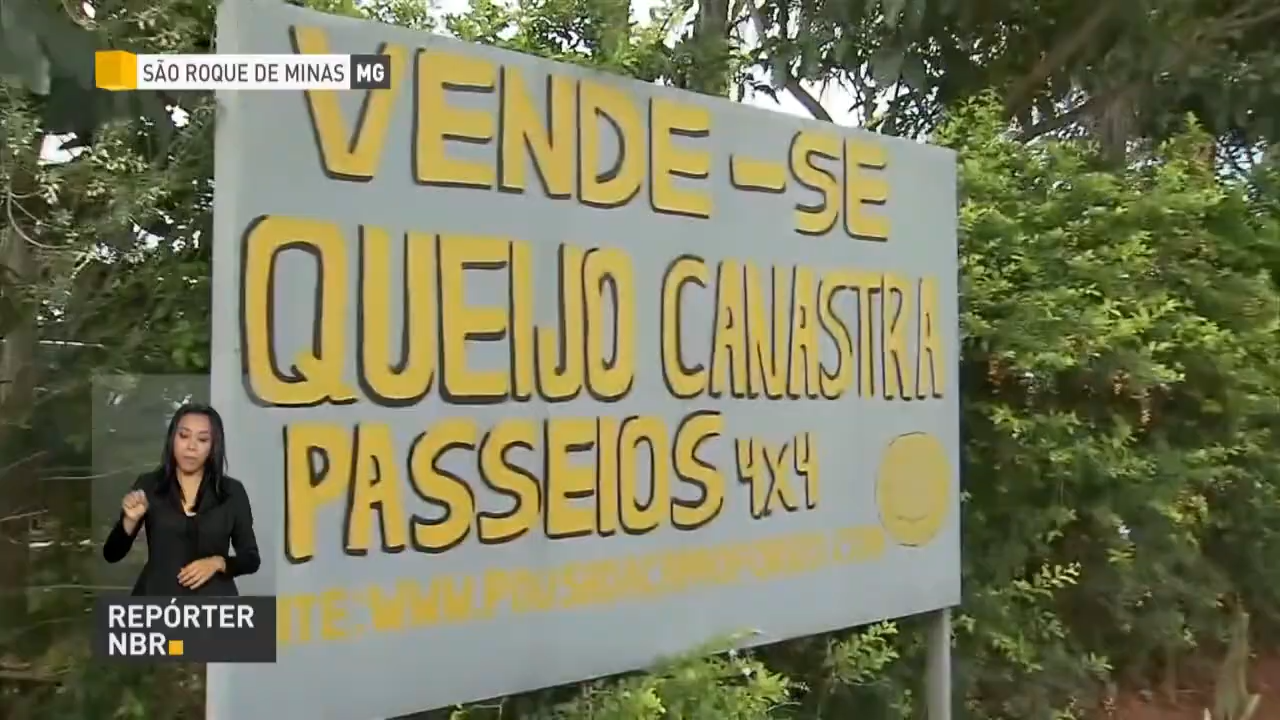 SÃO ROQUE DE MINAS MG
VENDE-SE
QUEIJO CANASTRA
PASSEIOS 4x4
REPÓRTER
NBR